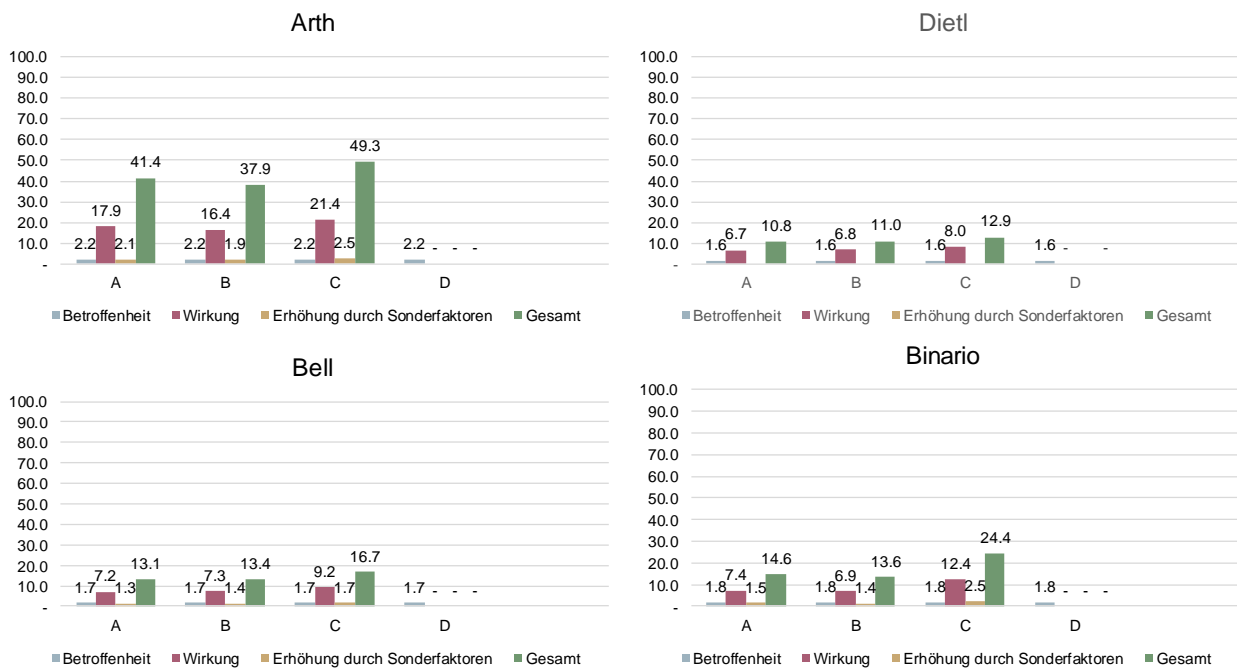 Arth
100.0
90.0
80.0
70.0
60.0
50.0
40.0
30.0
20.0
10.0
-
2.2 17.9 2.1 41.4 2.2 16.4 1.9 37.9 2.2 21.4 2.5 49.3 2.2 - - -
A B C D
Betroffenheit Wirkung Erhöhung durch Sonderfaktoren Gesamt
Dietl
100.0
90.0
80.0
70.0
60.0
50.0
40.0
30.0
20.0
10.0
-
1.6 6.7 10.8 1.6 6.8 11.0 1.6 8.0 12.9 1.6 - -
A B C D
Betroffenheit Wirkung Erhöhung durch Sonderfaktoren Gesamt
Bell
100.0
90.0
80.0
70.0
60.0
50.0
40.0
30.0
20.0
10.0
-
1.7 7.2 1.3 13.1 1.7 7.3 1.4 13.4 1.7 9.2 1.7 16.7 1.7 - - -
A B C D
Betroffenheit Wirkung Erhöhung durch Sonderfaktoren Gesamt
Binario
100.0
90.0
80.0
70.0
60.0
50.0
40.0
30.0
20.0
10.0
-
1.8 7.4 1.5 14.6 1.8 6.9 1.4 13.6 1.8 12.4 2.5 24.4 1.8 - - -
A B C D
Betroffenheit Wirkung Erhöhung durch Sonderfaktoren Gesamt